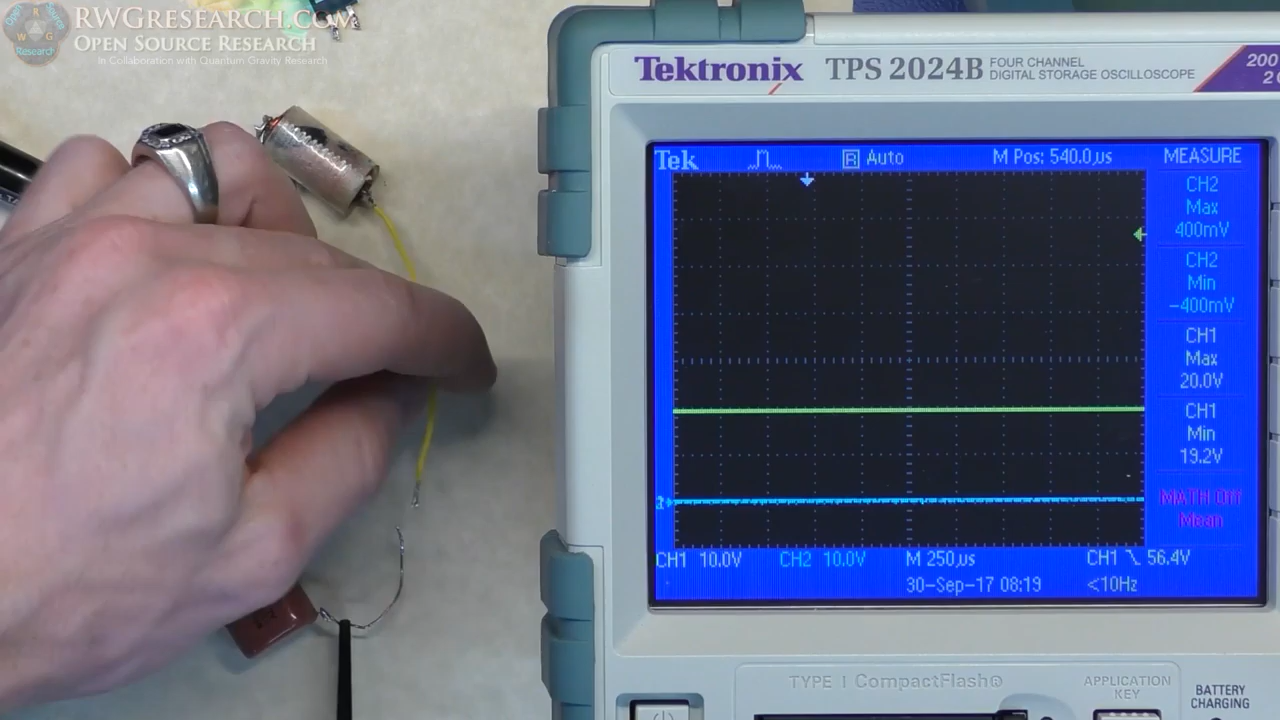 RWGresearch.com
Open Source Research
In Collaboration with Quantum Gravity Research
R
W G
Research
Tektronix TPS 2024B FOUR CHANNEL
DIGITAL STORAGE OSCILLOSCOPE
200
Tek R Auto M Pos: 540.0µs MEASURE
CH2
Max
400mV
CH2
Min
-400mV
CH1
Max
20.0V
CH1
Min
19.2V
MATH Off
Mean
CH1 10.0V CH2 10.0V M 250µs CH1 56.4V
30-Sep-17 08:19 <10Hz
TYPE I CompactFlash®
APPLICATION
KEY
BATTERY
CHARGING